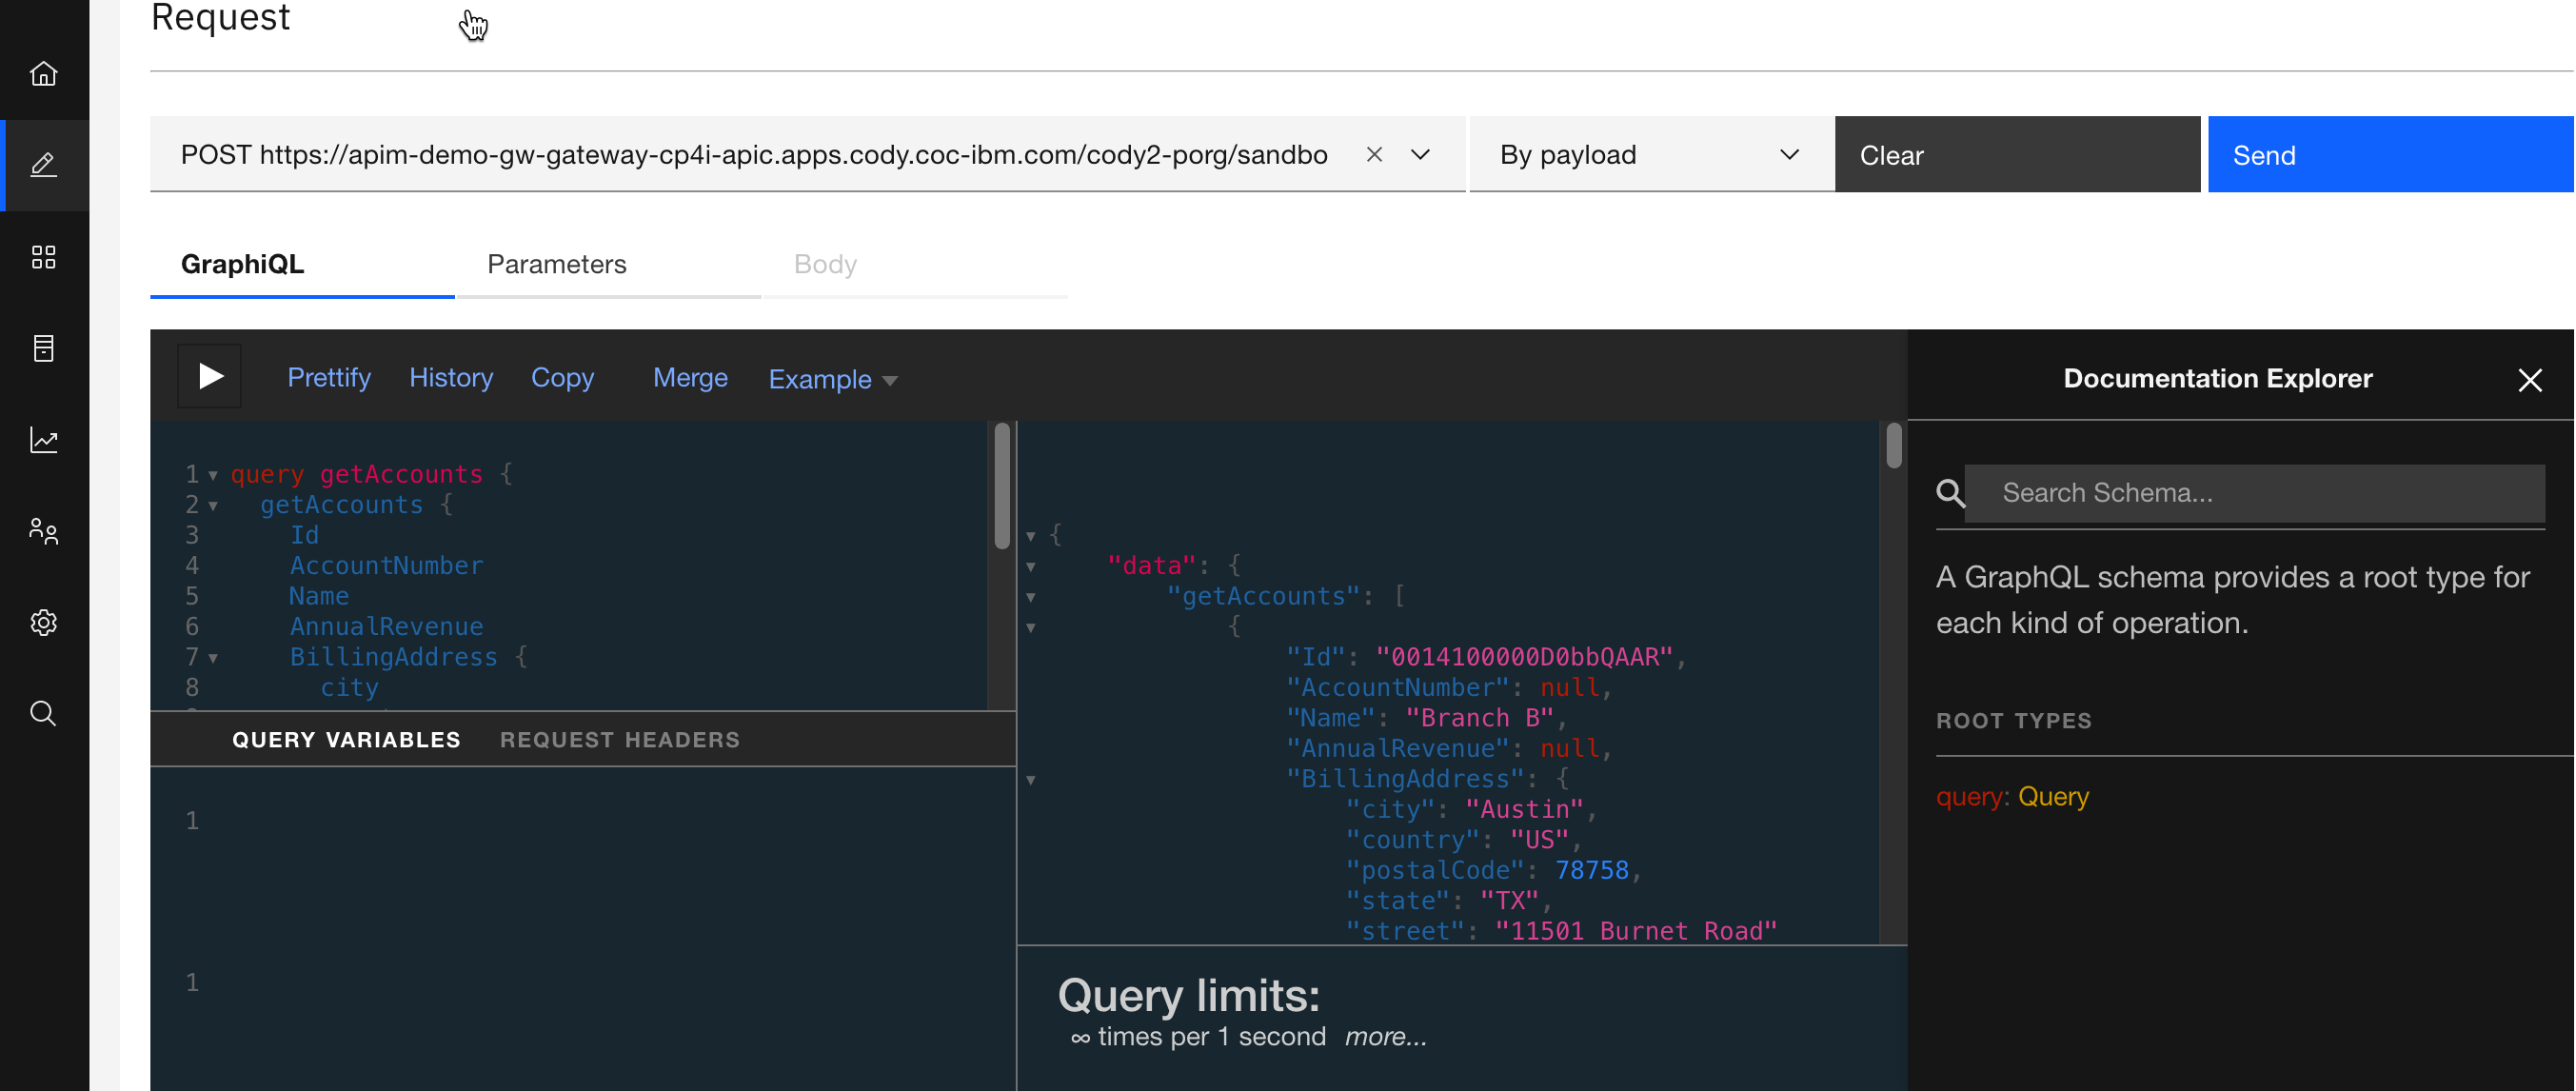 Request
POST https://apim-demo-gw-gateway-cp4i-apic.apps.cody.coc-ibm.com/cody2-porg/sandbo
By payload
Clear
Send
GraphiQL
Parameters
Body
Prettify
History
Copy
Merge
Example
1 query getAccounts {
2 getAccounts {
3 Id
4 AccountNumber
5 Name
6 AnnualRevenue
7 BillingAddress {
8 city
QUERY VARIABLES
REQUEST HEADERS
1
1
{
"data": {
"getAccounts": [
{
"Id": "0014100000D0bbQAAR",
"AccountNumber": null,
"Name": "Branch B",
"AnnualRevenue": null,
"BillingAddress": {
"city": "Austin",
"country": "US",
"postalCode": 78758,
"state": "TX",
"street": "11501 Burnet Road"
Query limits:
∞ times per 1 second more...
Documentation Explorer
Search Schema...
A GraphQL schema provides a root type for
each kind of operation.
ROOT TYPES
query: Query